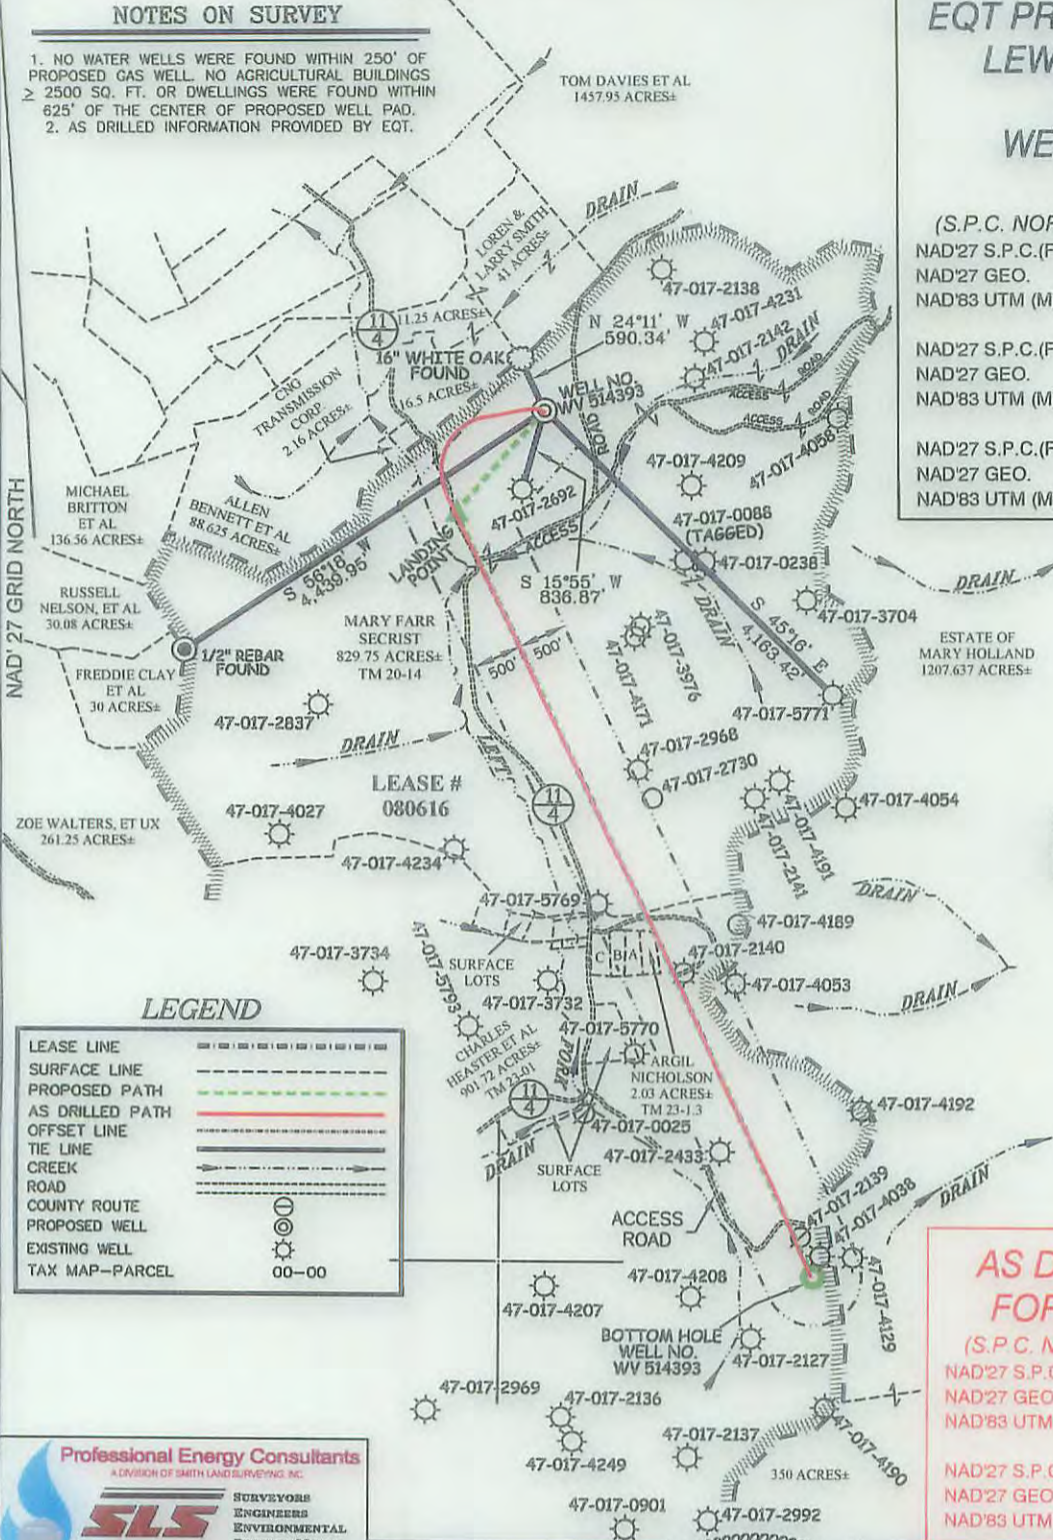 NOTES ON SURVEY
1. NO WATER WELLS WERE FOUND WITHIN 250' OF
PROPOSED GAS WELL. NO AGRICULTURAL BUILDINGS
≥ 2500 SQ. FT. OR DWELLINGS WERE FOUND WITHIN
625' OF THE CENTER OF PROPOSED WELL PAD.
2. AS DRILLED INFORMATION PROVIDED BY EQT.
TOM DAVIES ET AL
1457.95 ACRES±
EQT PR
LEW
WE
(S.P.C. NOR
NAD'27 S.P.C.(F
NAD'27 GEO.
NAD'83 UTM (M
NAD'27 S.P.C.(F
NAD'27 GEO.
NAD'83 UTM (M
NAD'27 S.P.C.(F
NAD'27 GEO.
NAD'83 UTM (M
LOREN &
LARRY SMITH
41 ACRES±
DRAIN
47-017-2138
47-017-4231
11.25 ACRES±
11
4
N 24°11' W
590.34'
47-017-2142
DRAIN
16" WHITE OAK
FOUND
CNG
TRANSMISSION
CORP
2.16 ACRES±
16.5 ACRES±
WELL NO.
WV 514393
ROAD
ACCESS ROAD
ACCESS ROAD
47-017-4058
47-017-4209
NAD' 27 GRID NORTH
MICHAEL
BRITTON
ET AL
136.56 ACRES±
ALLEN
BENNETT ET AL
88.625 ACRES±
47-017-2692
47-017-0088
(TAGGED)
47-017-0238
LANDING
POINT
ACCESS
S 56°18' W
4,439.95'
S 15°55' W
836.87'
DRAIN
DRAIN
RUSSELL
NELSON, ET AL
30.08 ACRES±
47-017-3704
MARY FARR
SECRIST
829.75 ACRES±
TM 20-14
S 45°16' E
4,163.42'
ESTATE OF
MARY HOLLAND
1207.637 ACRES±
1/2" REBAR
FOUND
500'
500'
47-017-3976
47-017-4171
FREDDIE CLAY
ET AL
30 ACRES±
47-017-2837
47-017-5771
DRAIN
LEFT
47-017-2968
47-017-2730
LEASE #
080616
11
4
47-017-4054
47-017-4027
ZOE WALTERS, ET UX
261.25 ACRES±
47-017-4234
47-017-4191
47-017-2141
DRAIN
47-017-5769
47-017-4189
47-017-3734
47-017-5793
SURFACE
LOTS
C B A
47-017-2140
47-017-4053
DRAIN
47-017-3732
47-017-5770
CHARLES
HEASTER ET AL
901.72 ACRES±
TM 23-01
FORK
ARGIL
NICHOLSON
2.03 ACRES±
TM 23-1.3
11
4
47-017-0025
47-017-4192
DRAIN
SURFACE
LOTS
47-017-2433
47-017-2139
47-017-4038
DRAIN
LEGEND
LEASE LINE
SURFACE LINE
PROPOSED PATH
AS DRILLED PATH
OFFSET LINE
TIE LINE
CREEK
ROAD
COUNTY ROUTE
PROPOSED WELL
EXISTING WELL
TAX MAP-PARCEL 00-00
ACCESS
ROAD
47-017-4208
47-017-4207
47-017-4129
BOTTOM HOLE
WELL NO.
WV 514393
47-017-2127
47-017-2969
47-017-2136
47-017-2137
47-017-4249
47-017-4190
350 ACRES±
47-017-0901
47-017-2992
AS D
FOR
(S.P.C. N
NAD'27 S.P.C
NAD'27 GEO
NAD'83 UTM
NAD'27 S.P.C
NAD'27 GEO
NAD'83 UTM
Professional Energy Consultants
A DIVISION OF SMITH LAND SURVEYING, INC.
SLS
SURVEYORS
ENGINEERS
ENVIRONMENTAL